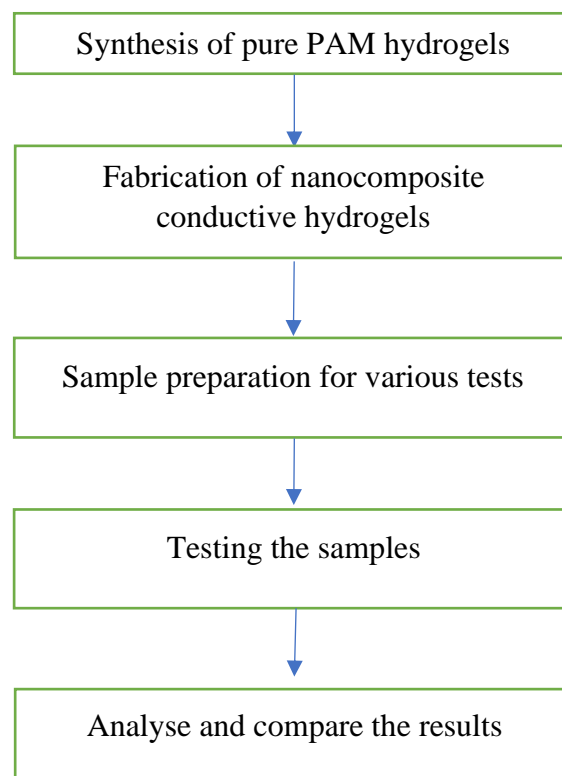 Synthesis of pure PAM hydrogels
Fabrication of nanocomposite
conductive hydrogels
Sample preparation for various tests
Testing the samples
Analyse and compare the results